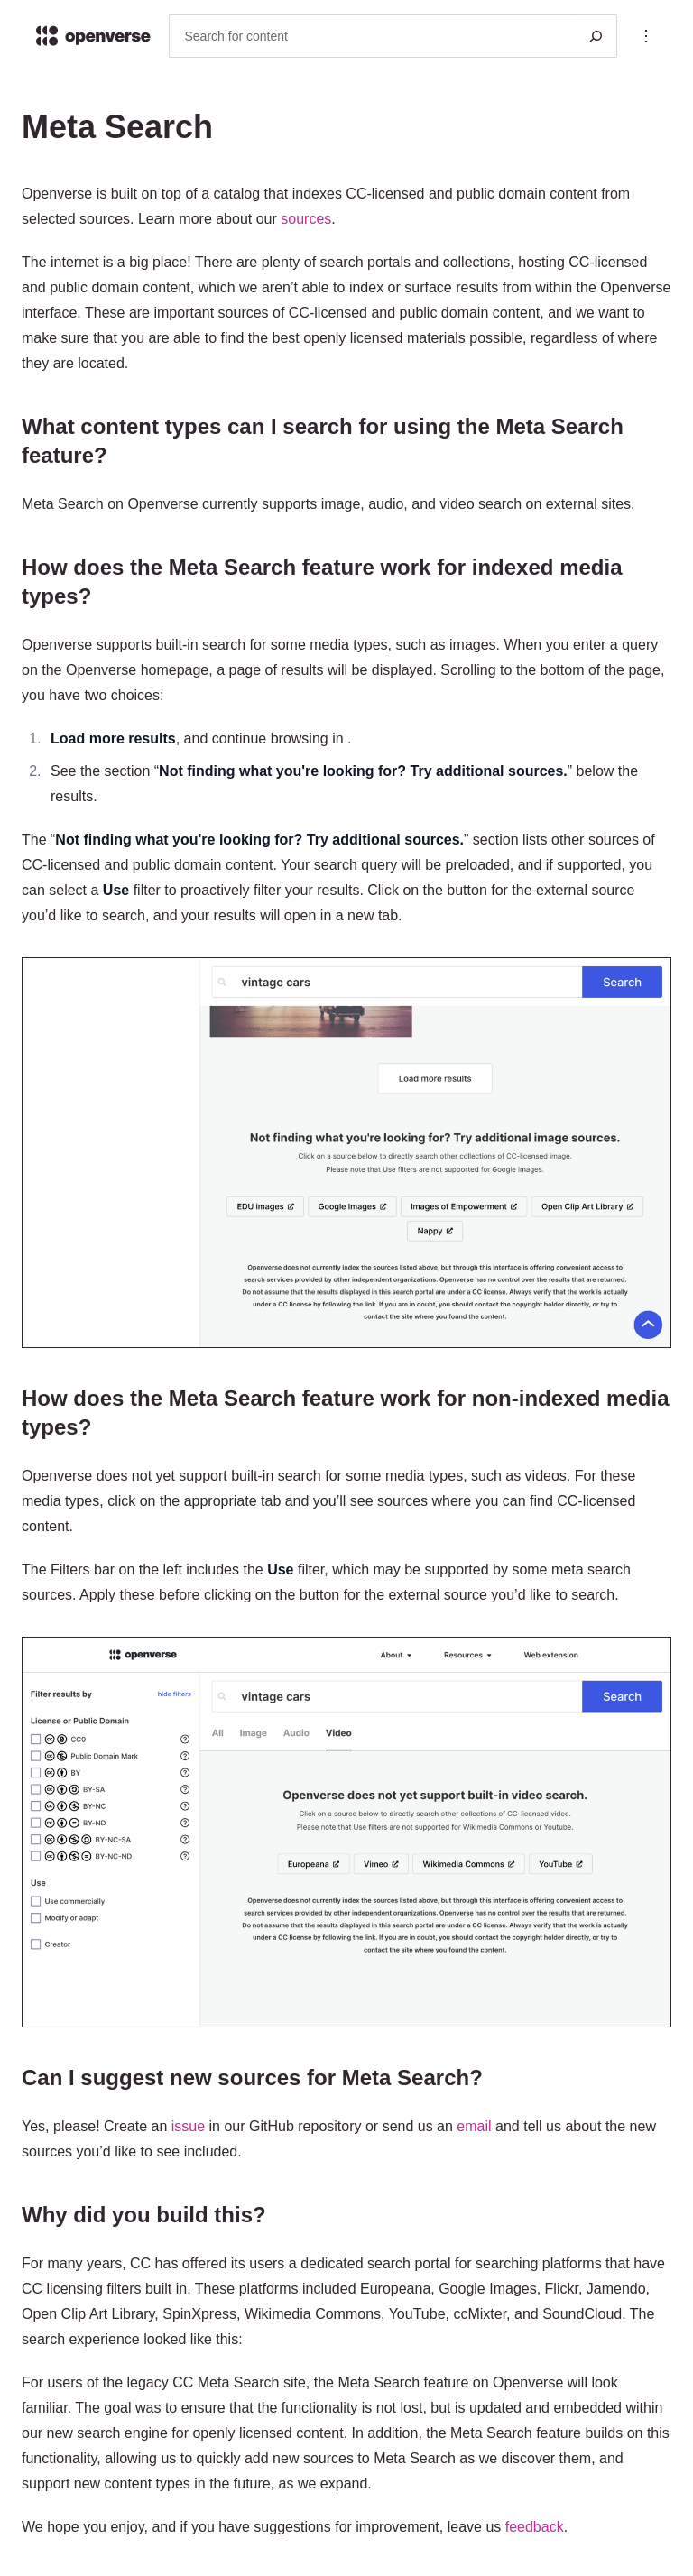 openverse
Search for content
Meta Search
Openverse is built on top of a catalog that indexes CC-licensed and public domain content from
selected sources. Learn more about our sources.
The internet is a big place! There are plenty of search portals and collections, hosting CC-licensed
and public domain content, which we aren’t able to index or surface results from within the Openverse
interface. These are important sources of CC-licensed and public domain content, and we want to
make sure that you are able to find the best openly licensed materials possible, regardless of where
they are located.
What content types can I search for using the Meta Search
feature?
Meta Search on Openverse currently supports image, audio, and video search on external sites.
How does the Meta Search feature work for indexed media
types?
Openverse supports built-in search for some media types, such as images. When you enter a query
on the Openverse homepage, a page of results will be displayed. Scrolling to the bottom of the page,
you have two choices:
1. Load more results, and continue browsing in .
2. See the section “Not finding what you're looking for? Try additional sources.” below the
results.
The “Not finding what you're looking for? Try additional sources.” section lists other sources of
CC-licensed and public domain content. Your search query will be preloaded, and if supported, you
can select a Use filter to proactively filter your results. Click on the button for the external source
you’d like to search, and your results will open in a new tab.
vintage cars Search
Load more results
Not finding what you're looking for? Try additional image sources.
Click on a source below to directly search other collections of CC-licensed image.
Please note that Use filters are not supported for Google Images.
EDU images Google Images Images of Empowerment Open Clip Art Library
Nappy
Openverse does not currently index the sources listed above, but through this interface is offering convenient access to
search services provided by other independent organizations. Openverse has no control over the results that are returned.
Do not assume that the results displayed in this search portal are under a CC license. Always verify that the work is actually
under a CC license by following the link. If you are in doubt, you should contact the copyright holder directly, or try to
contact the site where you found the content.
How does the Meta Search feature work for non-indexed media
types?
Openverse does not yet support built-in search for some media types, such as videos. For these
media types, click on the appropriate tab and you’ll see sources where you can find CC-licensed
content.
The Filters bar on the left includes the Use filter, which may be supported by some meta search
sources. Apply these before clicking on the button for the external source you’d like to search.
openverse About Resources Web extension
Filter results by hide filters
vintage cars Search
License or Public Domain
All Image Audio Video
CC0
Public Domain Mark
BY
BY-SA
BY-NC
BY-ND
BY-NC-SA
BY-NC-ND
Use
Use commercially
Modify or adapt
Creator
Openverse does not yet support built-in video search.
Click on a source below to directly search other collections of CC-licensed video.
Please note that Use filters are not supported for Wikimedia Commons or Youtube.
Europeana Vimeo Wikimedia Commons YouTube
Openverse does not currently index the sources listed above, but through this interface is offering convenient access to
search services provided by other independent organizations. Openverse has no control over the results that are returned.
Do not assume that the results displayed in this search portal are under a CC license. Always verify that the work is actually
under a CC license by following the link. If you are in doubt, you should contact the copyright holder directly, or try to
contact the site where you found the content.
Can I suggest new sources for Meta Search?
Yes, please! Create an issue in our GitHub repository or send us an email and tell us about the new
sources you’d like to see included.
Why did you build this?
For many years, CC has offered its users a dedicated search portal for searching platforms that have
CC licensing filters built in. These platforms included Europeana, Google Images, Flickr, Jamendo,
Open Clip Art Library, SpinXpress, Wikimedia Commons, YouTube, ccMixter, and SoundCloud. The
search experience looked like this:
For users of the legacy CC Meta Search site, the Meta Search feature on Openverse will look
familiar. The goal was to ensure that the functionality is not lost, but is updated and embedded within
our new search engine for openly licensed content. In addition, the Meta Search feature builds on this
functionality, allowing us to quickly add new sources to Meta Search as we discover them, and
support new content types in the future, as we expand.
We hope you enjoy, and if you have suggestions for improvement, leave us feedback.